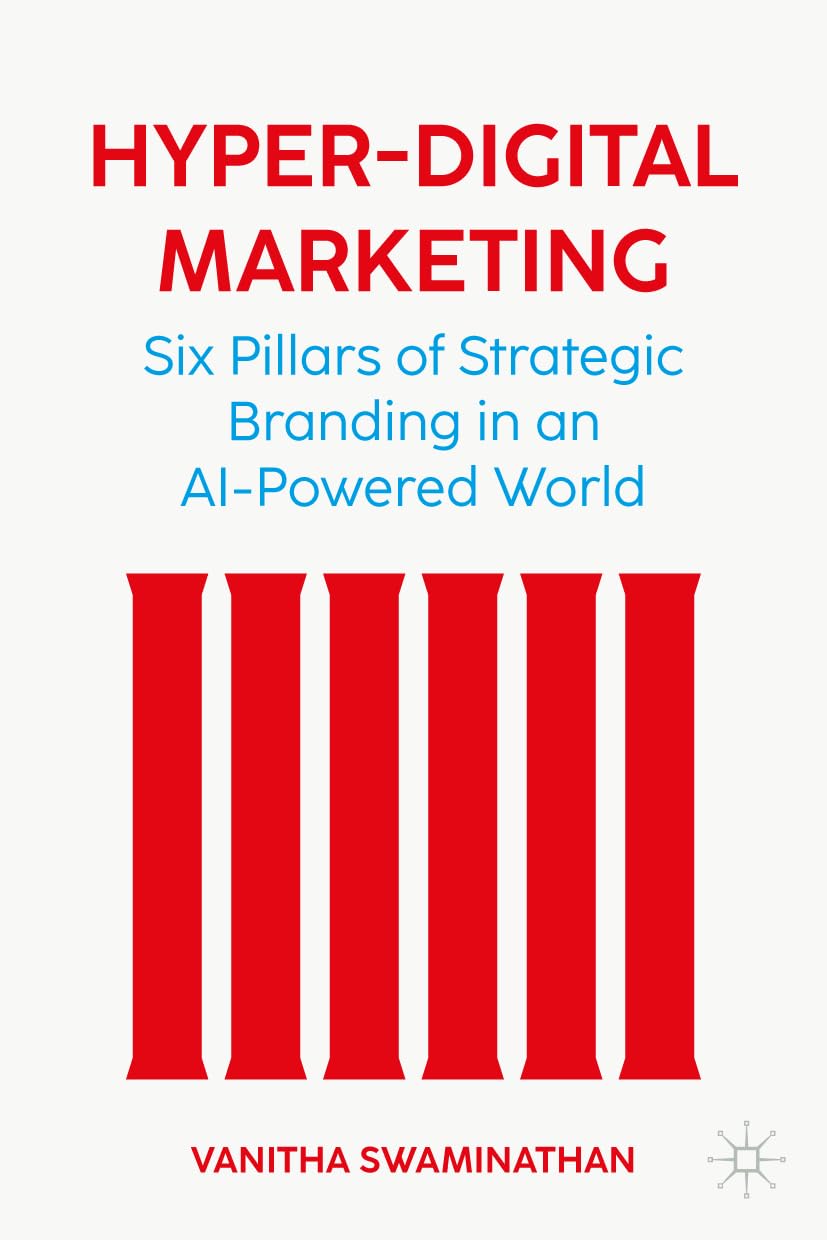 HYPER-DIGITAL
MARKETING
Six Pillars of Strategic
Branding in an
AI-Powered World
VANITHA SWAMINATHAN